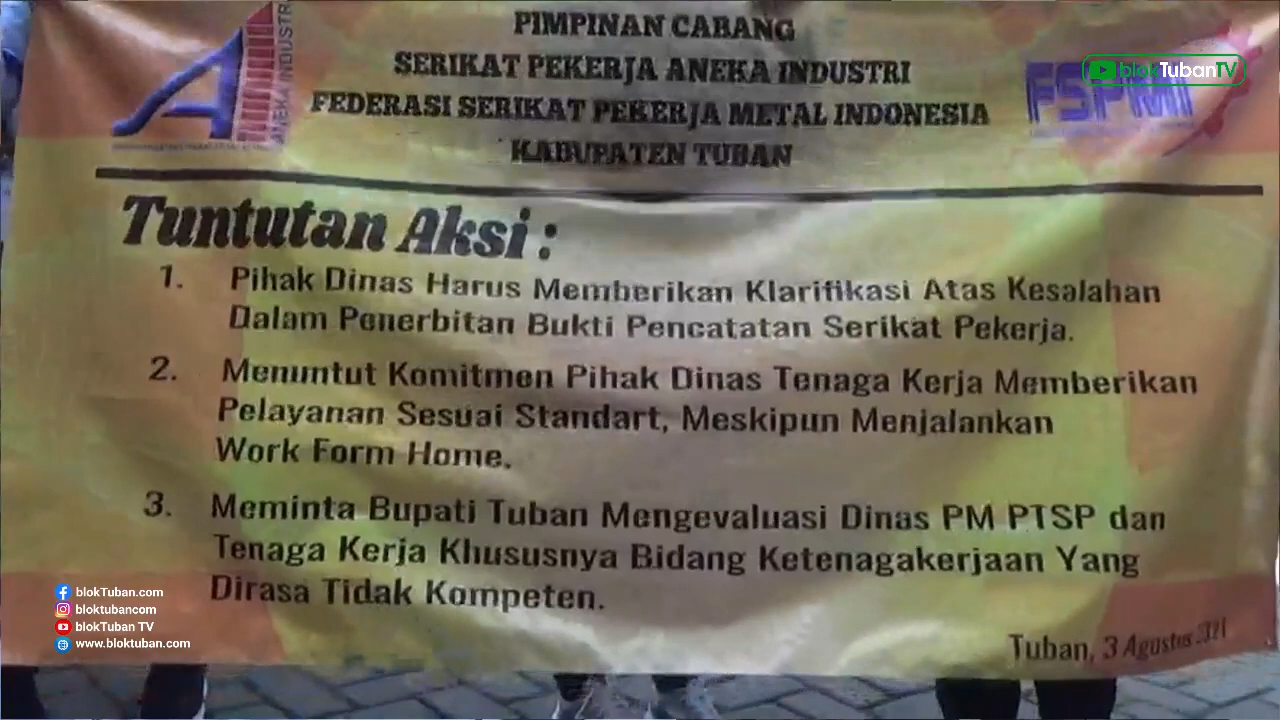 PIMPINAN CABANG
SERIKAT PEKERJA ANEKA INDUSTRI
FEDERASI SERIKAT PEKERJA METAL INDONESIA
KABUPATEN TUBAN
ANEKA INDUSTRI
FSPMI
blokTubanTV
Tuntutan Aksi :
1. Pihak Dinas Harus Memberikan Klarifikasi Atas Kesalahan
Dalam Penerbitan Bukti Pencatatan Serikat Pekerja.
2. Menuntut Komitmen Pihak Dinas Tenaga Kerja Memberikan
Pelayanan Sesuai Standart, Meskipun Menjalankan
Work Form Home.
3. Meminta Bupati Tuban Mengevaluasi Dinas PM PTSP dan
Tenaga Kerja Khususnya Bidang Ketenagakerjaan Yang
Dirasa Tidak Kompeten.
Tuban, 3 Agustus 2021
blokTuban.com
bloktubancom
blokTuban TV
www.bloktuban.com